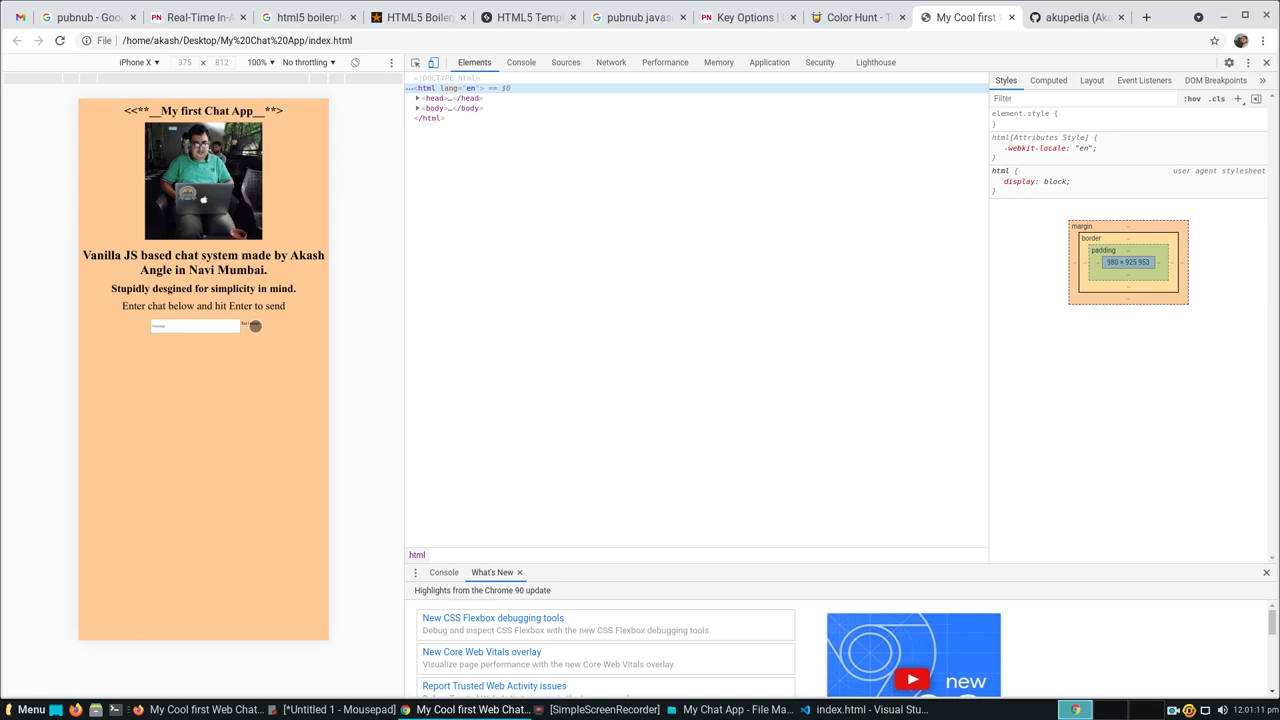 pubnub - Goo
Real-Time In-A
html5 boilerpla
HTML5 Boiler
HTML5 Temp
pubnub javas
Key Options |
Color Hunt - T
My Cool first W
akupedia (Aka
File
/home/akash/Desktop/My%20Chat%20App/index.html
iPhone X
375
×
812
100%
No throttling
Elements
Console
Sources
Network
Performance
Memory
Application
Security
Lighthouse
<!DOCTYPE html>
<html lang="en"> == $0
<head>…</head>
<body>…</body>
</html>
Styles
Computed
Layout
Event Listeners
DOM Breakpoints
Filter
:hov
.cls
element.style {
}
html[Attributes Style] {
-webkit-locale: "en";
}
html {
user agent stylesheet
display: block;
}
margin
border
padding
980 × 925.953
<<**__My first Chat App__**>>
Vanilla JS based chat system made by Akash
Angle in Navi Mumbai.
Stupidly desgined for simplicity in mind.
Enter chat below and hit Enter to send
message
html
Console
What's New
Highlights from the Chrome 90 update
New CSS Flexbox debugging tools
Debug and inspect CSS Flexbox with the new CSS Flexbox debugging tools.
New Core Web Vitals overlay
Visualize page performance with the new Core Web Vitals overlay.
Report Trusted Web Activity issues
new
Menu
My Cool first Web Chat...
[*Untitled 1 - Mousepad]
My Cool first Web Chat...
[SimpleScreenRecorder]
My Chat App - File Ma...
index.html - Visual Stu...
12:01:11 pm